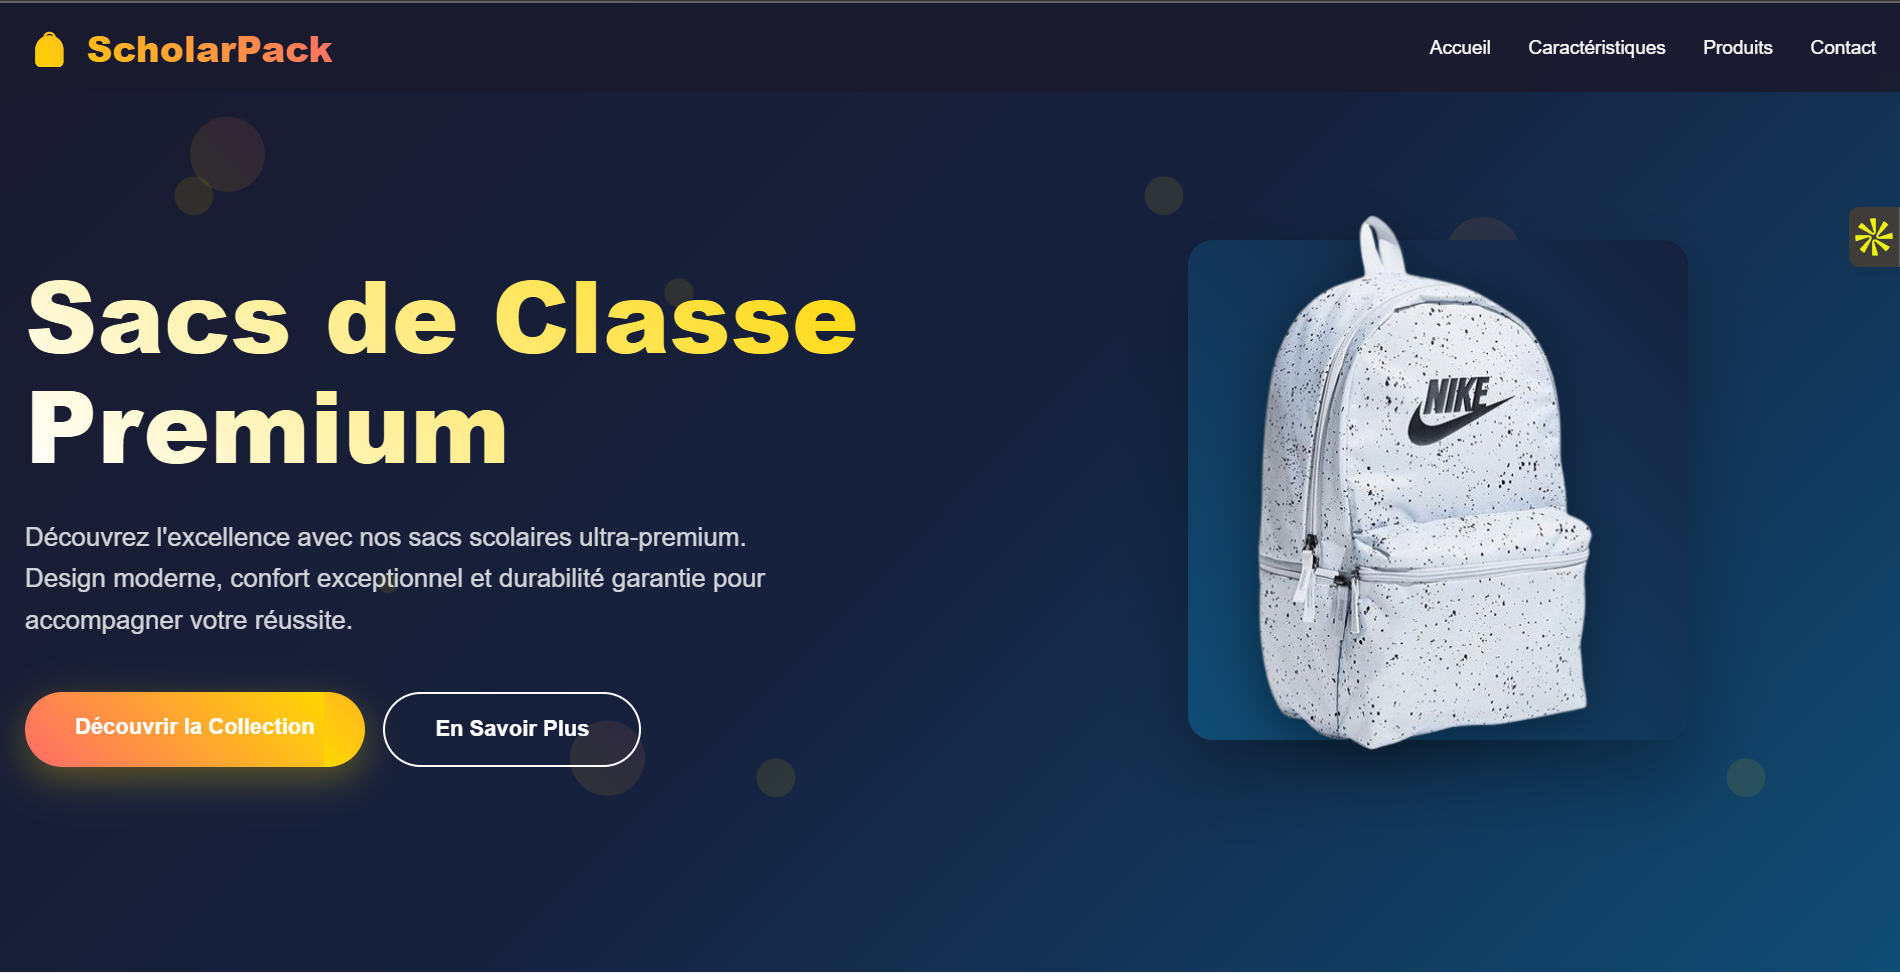 ScholarPack
Accueil
Caractéristiques
Produits
Contact
Sacs de Classe
Premium
Découvrez l'excellence avec nos sacs scolaires ultra-premium.
Design moderne, confort exceptionnel et durabilité garantie pour
accompagner votre réussite.
Découvrir la Collection
En Savoir Plus
NIKE